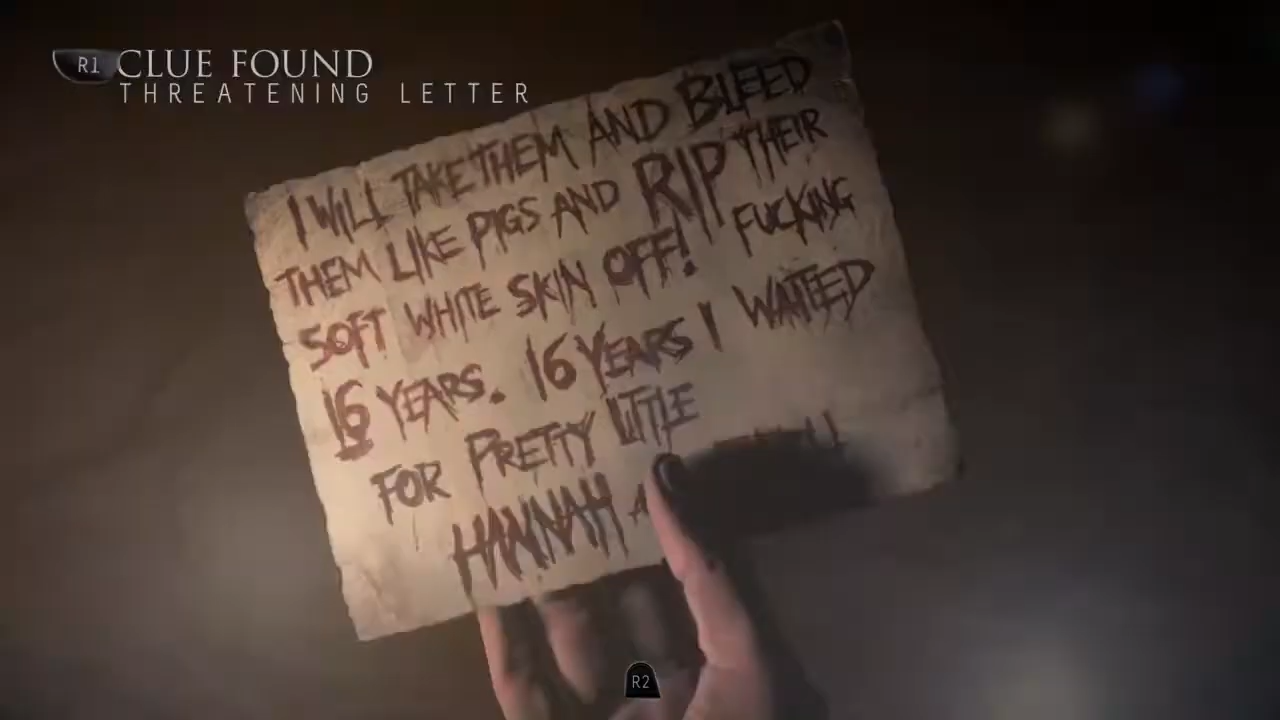 R1 CLUE FOUND
THREATENING LETTER
I WILL TAKE THEM AND BLEED
THEM LIKE PIGS AND RIP THEIR
SOFT WHITE SKIN OFF! FUCKING
16 YEARS. 16 YEARS I WAITED
FOR PRETTY LITTLE
HANNAH
R2